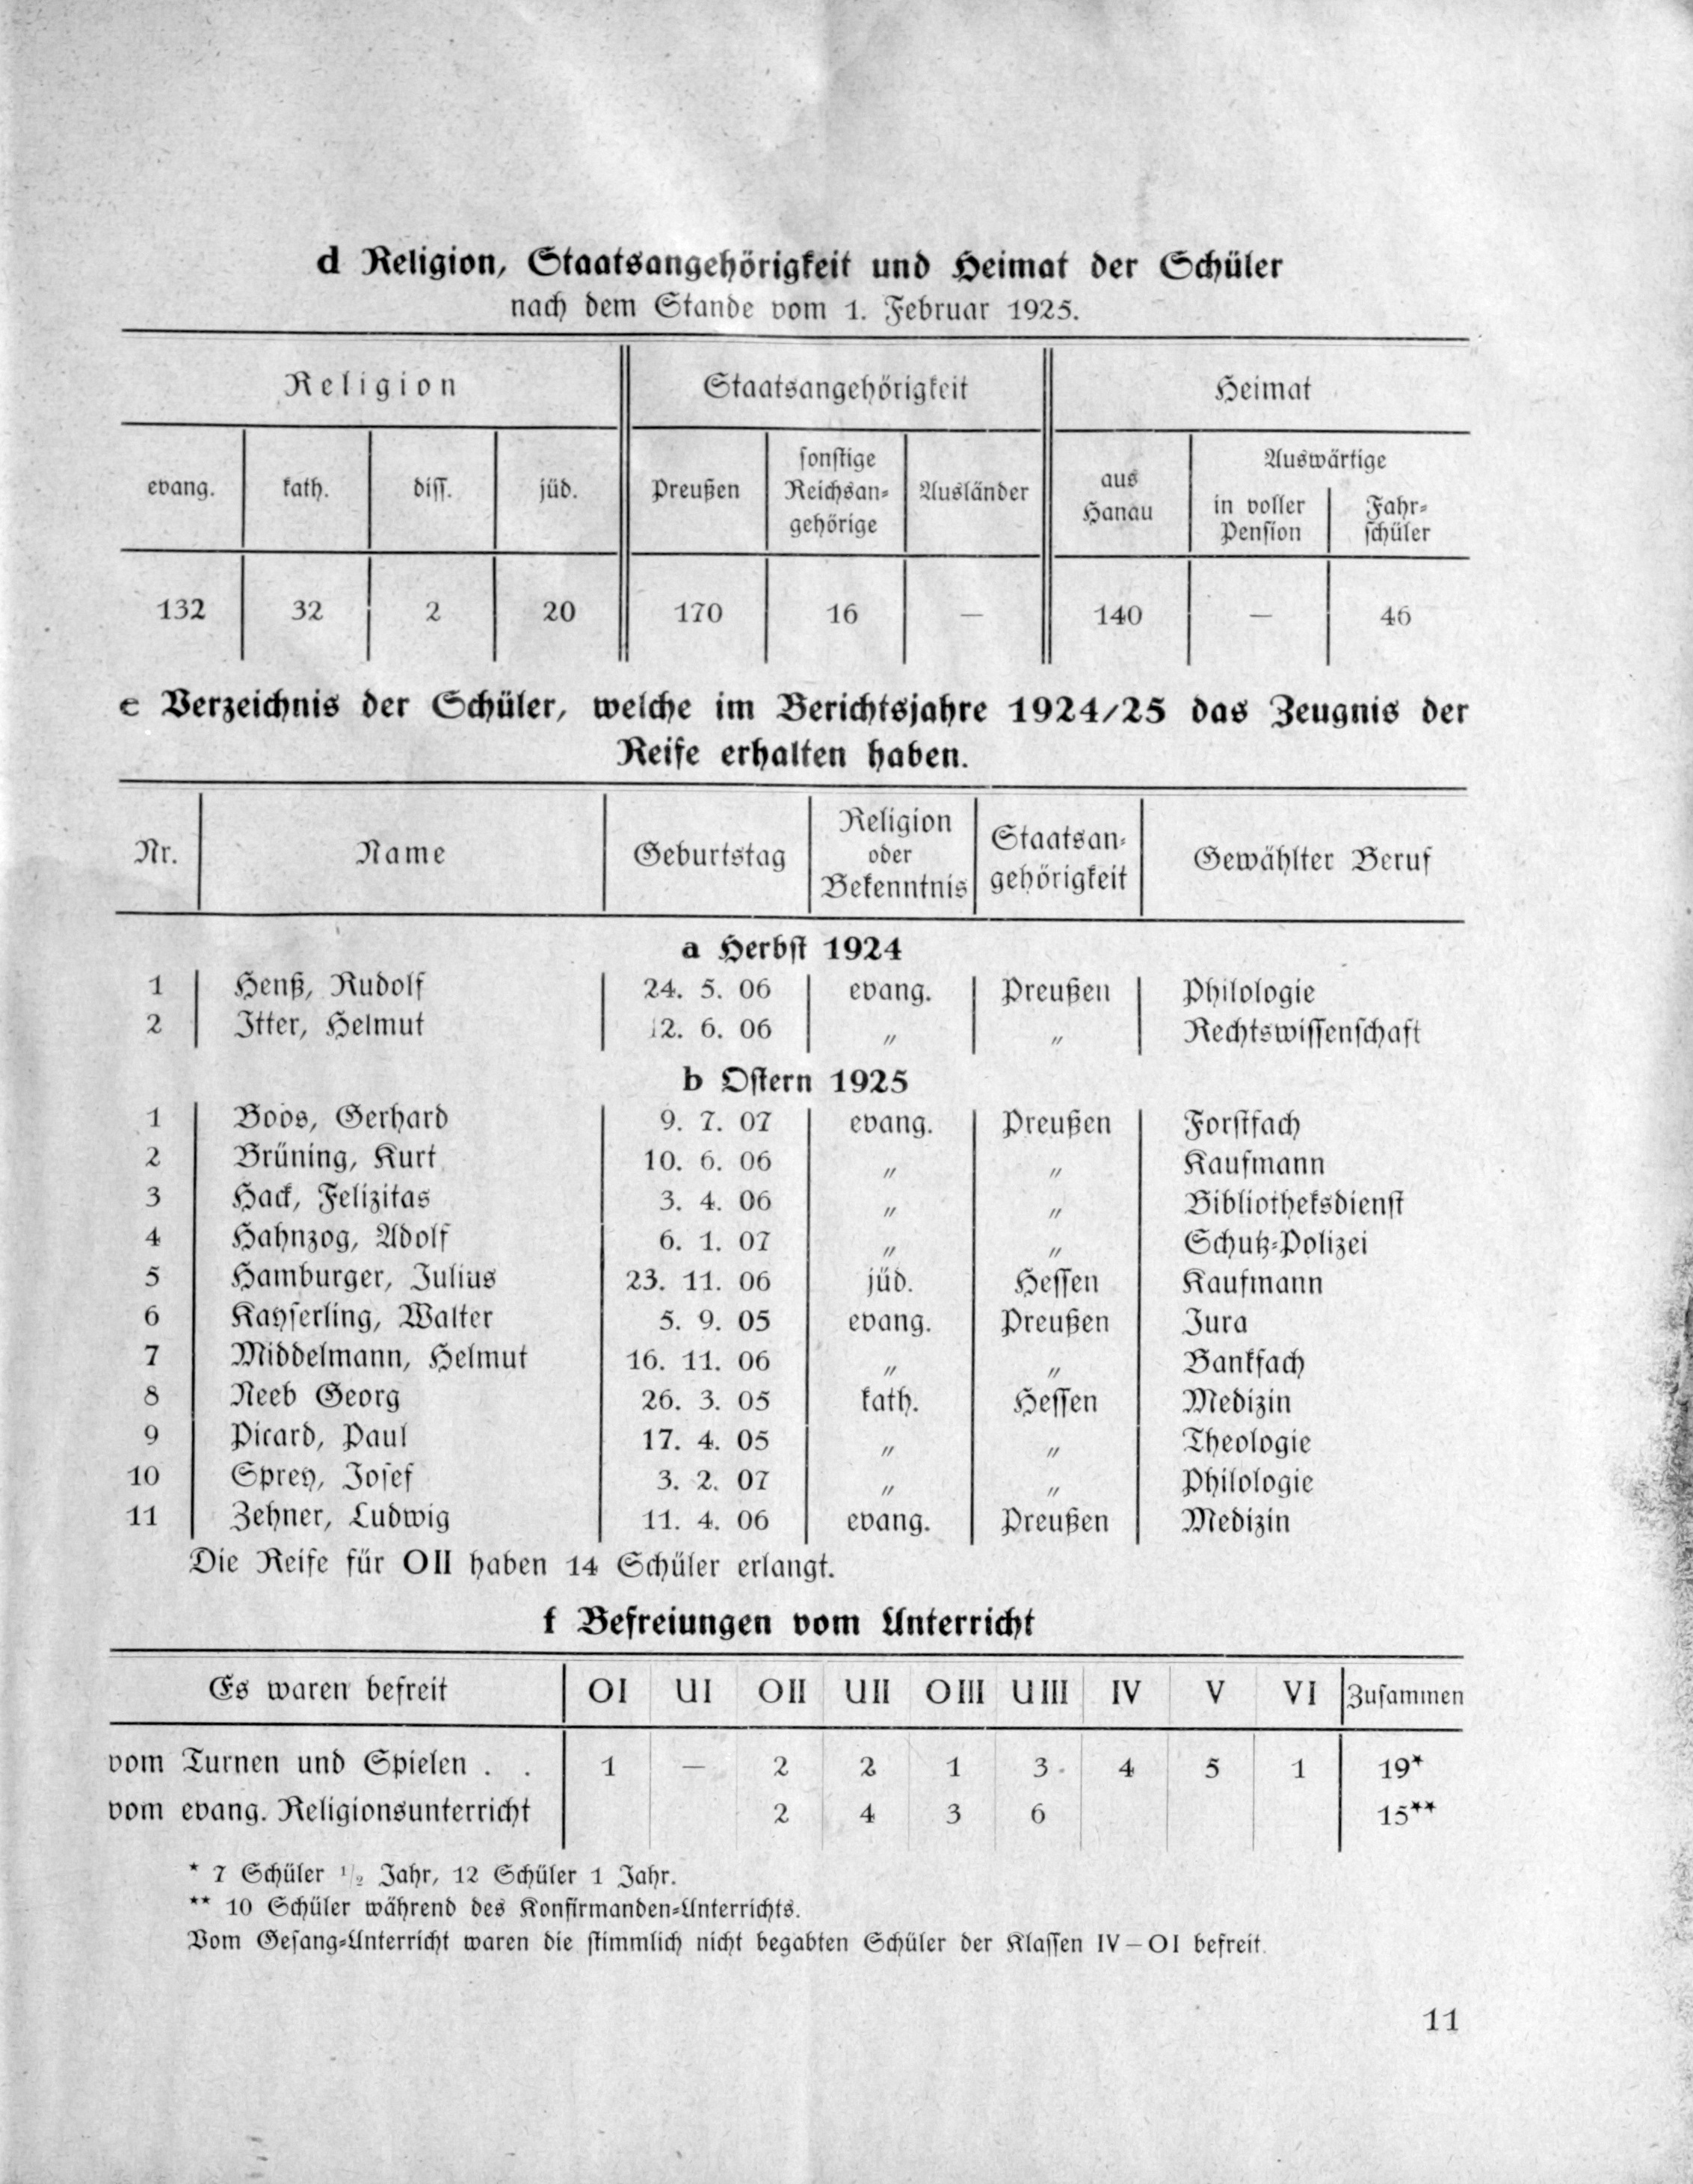 d Religion, Staatsangehörigkeit und Heimat der Schüler
nach dem Stande vom 1. Februar 1925.
Religion Staatsangehörigkeit Heimat
evang. kath. diss. jüd. Preußen sonstige Reichsan-gehörige Ausländer aus Hanau Auswärtige in voller Pension Fahr-schüler
132 32 2 20 170 16 — 140 — 46
e Verzeichnis der Schüler, welche im Berichtsjahre 1924/25 das Zeugnis der
Reife erhalten haben.
Nr. Name Geburtstag Religion oder Bekenntnis Staatsan-gehörigkeit Gewählter Beruf
a Herbst 1924
1 Henß, Rudolf 24. 5. 06 evang. Preußen Philologie
2 Itter, Helmut 12. 6. 06 „ „ Rechtswissenschaft
b Ostern 1925
1 Boos, Gerhard 9. 7. 07 evang. Preußen Forstfach
2 Brüning, Kurt 10. 6. 06 „ „ Kaufmann
3 Hack, Felizitas 3. 4. 06 „ „ Bibliotheksdienst
4 Hahnzog, Adolf 6. 1. 07 „ „ Schutz-Polizei
5 Hamburger, Julius 23. 11. 06 jüd. Hessen Kaufmann
6 Kayserling, Walter 5. 9. 05 evang. Preußen Jura
7 Middelmann, Helmut 16. 11. 06 „ „ Bankfach
8 Neeb Georg 26. 3. 05 kath. Hessen Medizin
9 Picard, Paul 17. 4. 05 „ „ Theologie
10 Sprey, Josef 3. 2. 07 „ „ Philologie
11 Zehner, Ludwig 11. 4. 06 evang. Preußen Medizin
Die Reife für OII haben 14 Schüler erlangt.
f Befreiungen vom Unterricht
Es waren befreit OI UI OII UII OIII UIII IV V VI Zusammen
vom Turnen und Spielen . . 1 — 2 2 1 3 4 5 1 19*
vom evang. Religionsunterricht 2 4 3 6 15**
* 7 Schüler 1/2 Jahr, 12 Schüler 1 Jahr.
** 10 Schüler während des Konfirmanden-Unterrichts.
Vom Gesang-Unterricht waren die stimmlich nicht begabten Schüler der Klassen IV—OI befreit.
11